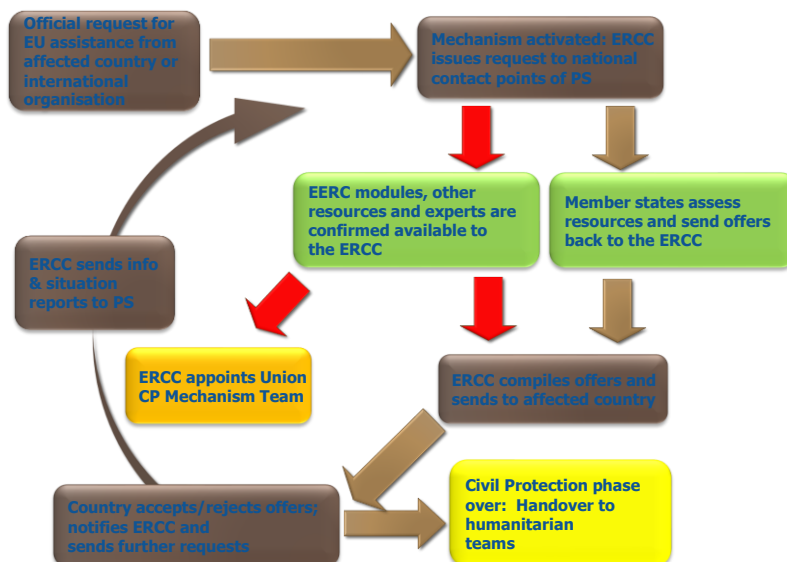 Official request for
EU assistance from
affected country or
international
organisation
Mechanism activated: ERCC
issues request to national
contact points of PS
EERC modules, other
resources and experts are
confirmed available to
the ERCC
Member states assess
resources and send offers
back to the ERCC
ERCC sends info
& situation
reports to PS
ERCC appoints Union
CP Mechanism Team
ERCC compiles offers and
sends to affected country
Country accepts/rejects offers;
notifies ERCC and
sends further requests
Civil Protection phase
over:  Handover to
humanitarian
teams